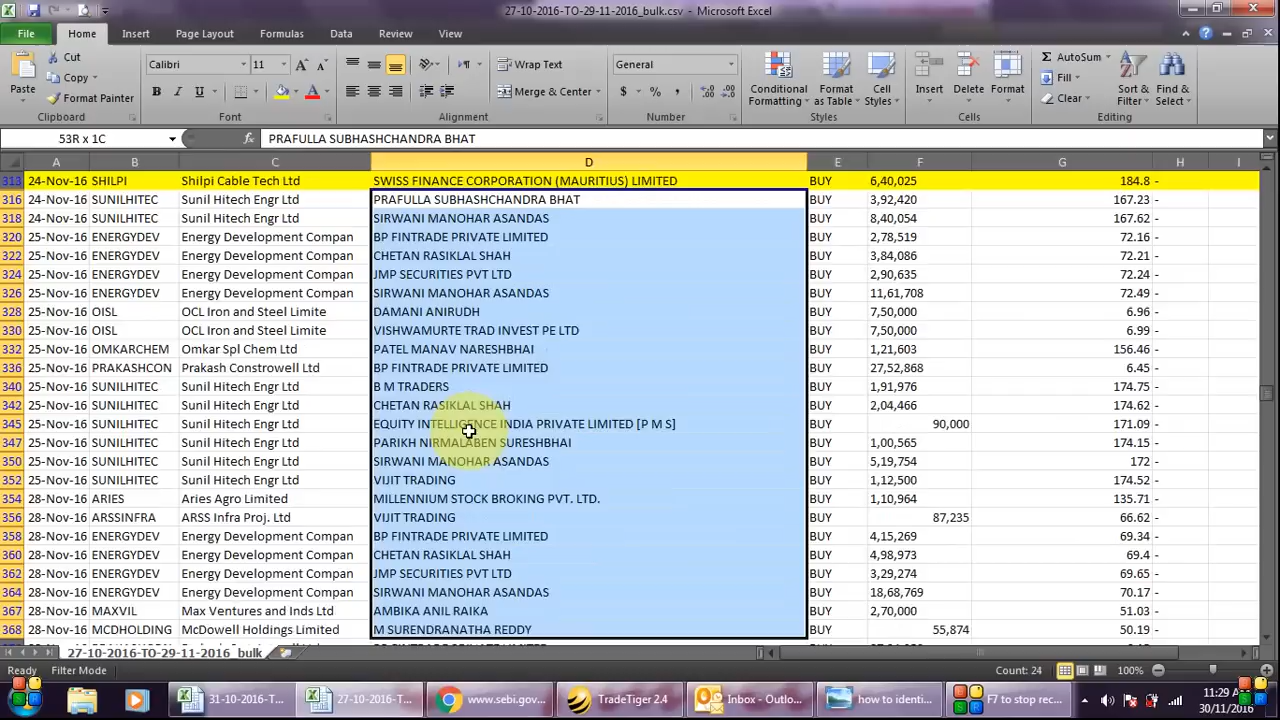 27-10-2016-TO-29-11-2016_bulk.csv - Microsoft Excel
File Home Insert Page Layout Formulas Data Review View
Paste
Cut
Copy
Format Painter
Clipboard
Calibri 11
B I U
Font
Wrap Text
Merge & Center
Alignment
General
$ % ,
Number
Conditional Formatting
Format as Table
Cell Styles
Styles
Insert Delete Format
Cells
AutoSum
Fill
Clear
Sort & Filter
Find & Select
Editing
53R x 1C fx PRAFULLA SUBHASHCHANDRA BHAT
A B C D E F G H I
313 24-Nov-16 SHILPI Shilpi Cable Tech Ltd SWISS FINANCE CORPORATION (MAURITIUS) LIMITED BUY 6,40,025 184.8 -
316 24-Nov-16 SUNILHITEC Sunil Hitech Engr Ltd PRAFULLA SUBHASHCHANDRA BHAT BUY 3,92,420 167.23 -
318 24-Nov-16 SUNILHITEC Sunil Hitech Engr Ltd SIRWANI MANOHAR ASANDAS BUY 8,40,054 167.62 -
320 25-Nov-16 ENERGYDEV Energy Development Compan BP FINTRADE PRIVATE LIMITED BUY 2,78,519 72.16 -
322 25-Nov-16 ENERGYDEV Energy Development Compan CHETAN RASIKLAL SHAH BUY 3,84,086 72.21 -
324 25-Nov-16 ENERGYDEV Energy Development Compan JMP SECURITIES PVT LTD BUY 2,90,635 72.24 -
326 25-Nov-16 ENERGYDEV Energy Development Compan SIRWANI MANOHAR ASANDAS BUY 11,61,708 72.49 -
328 25-Nov-16 OISL OCL Iron and Steel Limite DAMANI ANIRUDH BUY 7,50,000 6.96 -
330 25-Nov-16 OISL OCL Iron and Steel Limite VISHWAMURTE TRAD INVEST PE LTD BUY 7,50,000 6.99 -
332 25-Nov-16 OMKARCHEM Omkar Spl Chem Ltd PATEL MANAV NARESHBHAI BUY 1,21,603 156.46 -
336 25-Nov-16 PRAKASHCON Prakash Constrowell Ltd BP FINTRADE PRIVATE LIMITED BUY 27,52,868 6.45 -
340 25-Nov-16 SUNILHITEC Sunil Hitech Engr Ltd B M TRADERS BUY 1,91,976 174.75 -
342 25-Nov-16 SUNILHITEC Sunil Hitech Engr Ltd CHETAN RASIKLAL SHAH BUY 2,04,466 174.62 -
345 25-Nov-16 SUNILHITEC Sunil Hitech Engr Ltd EQUITY INTELLIGENCE INDIA PRIVATE LIMITED [P M S] BUY 90,000 171.09 -
347 25-Nov-16 SUNILHITEC Sunil Hitech Engr Ltd PARIKH NIRMALABEN SURESHBHAI BUY 1,00,565 174.15 -
350 25-Nov-16 SUNILHITEC Sunil Hitech Engr Ltd SIRWANI MANOHAR ASANDAS BUY 5,19,754 172 -
352 25-Nov-16 SUNILHITEC Sunil Hitech Engr Ltd VIJIT TRADING BUY 1,12,500 174.52 -
354 28-Nov-16 ARIES Aries Agro Limited MILLENNIUM STOCK BROKING PVT. LTD. BUY 1,10,964 135.71 -
356 28-Nov-16 ARSSINFRA ARSS Infra Proj. Ltd VIJIT TRADING BUY 87,235 66.62 -
358 28-Nov-16 ENERGYDEV Energy Development Compan BP FINTRADE PRIVATE LIMITED BUY 4,15,269 69.34 -
360 28-Nov-16 ENERGYDEV Energy Development Compan CHETAN RASIKLAL SHAH BUY 4,98,973 69.4 -
362 28-Nov-16 ENERGYDEV Energy Development Compan JMP SECURITIES PVT LTD BUY 3,29,274 69.65 -
364 28-Nov-16 ENERGYDEV Energy Development Compan SIRWANI MANOHAR ASANDAS BUY 18,68,769 70.17 -
367 28-Nov-16 MAXVIL Max Ventures and Inds Ltd AMBIKA ANIL RAIKA BUY 2,70,000 51.03 -
368 28-Nov-16 MCDHOLDING McDowell Holdings Limited M SURENDRANATHA REDDY BUY 55,874 50.19 -
27-10-2016-TO-29-11-2016_bulk
Ready Filter Mode Count: 24 100%
31-10-2016-T... 27-10-2016-T... www.sebi.gov... TradeTiger 2.4 Inbox - Outlo... how to identi... F7 to stop rec...
11:29 AM
30/11/2016